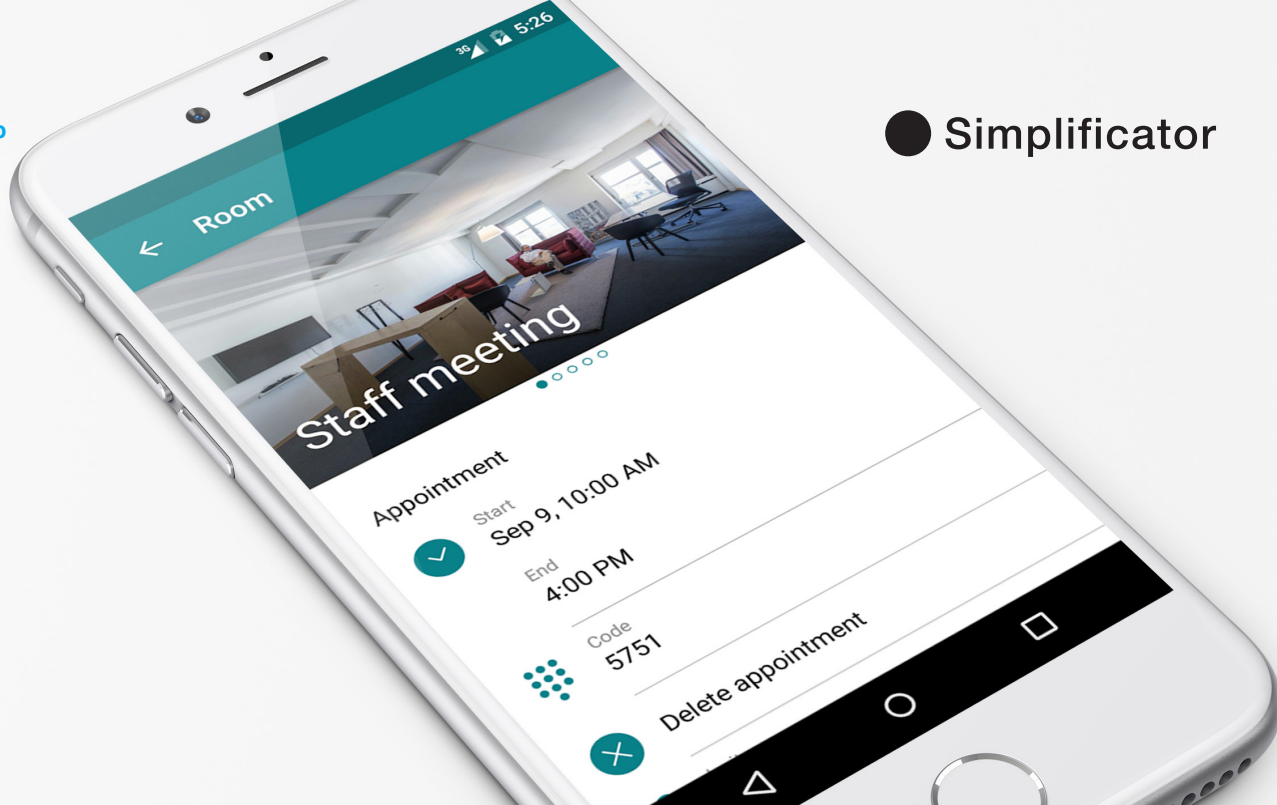 3G 5:26
Simplificator
Room
Staff meeting
Appointment
Start
Sep 9, 10:00 AM
End
4:00 PM
Code
5751
Delete appointment